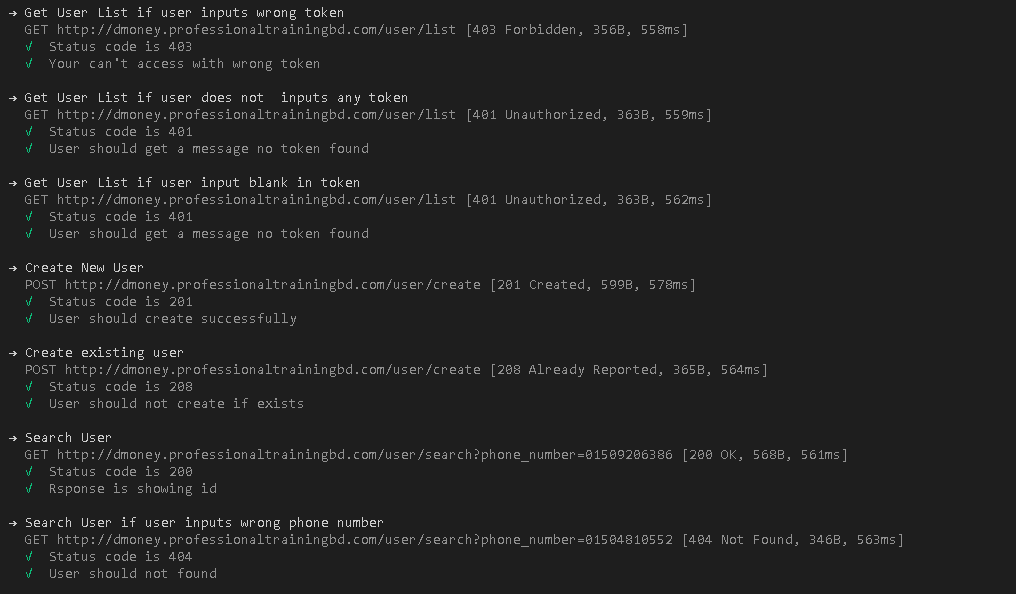 → Get User List if user inputs wrong token
GET http://dmoney.professionaltrainingbd.com/user/list [403 Forbidden, 356B, 558ms]
√ Status code is 403
√ Your can't access with wrong token
→ Get User List if user does not  inputs any token
GET http://dmoney.professionaltrainingbd.com/user/list [401 Unauthorized, 363B, 559ms]
√ Status code is 401
√ User should get a message no token found
→ Get User List if user input blank in token
GET http://dmoney.professionaltrainingbd.com/user/list [401 Unauthorized, 363B, 562ms]
√ Status code is 401
√ User should get a message no token found
→ Create New User
POST http://dmoney.professionaltrainingbd.com/user/create [201 Created, 599B, 578ms]
√ Status code is 201
√ User should create successfully
→ Create existing user
POST http://dmoney.professionaltrainingbd.com/user/create [208 Already Reported, 365B, 564ms]
√ Status code is 208
√ User should not create if exists
→ Search User
GET http://dmoney.professionaltrainingbd.com/user/search?phone_number=01509206386 [200 OK, 568B, 561ms]
√ Status code is 200
√ Rsponse is showing id
→ Search User if user inputs wrong phone number
GET http://dmoney.professionaltrainingbd.com/user/search?phone_number=01504810552 [404 Not Found, 346B, 563ms]
√ Status code is 404
√ User should not found